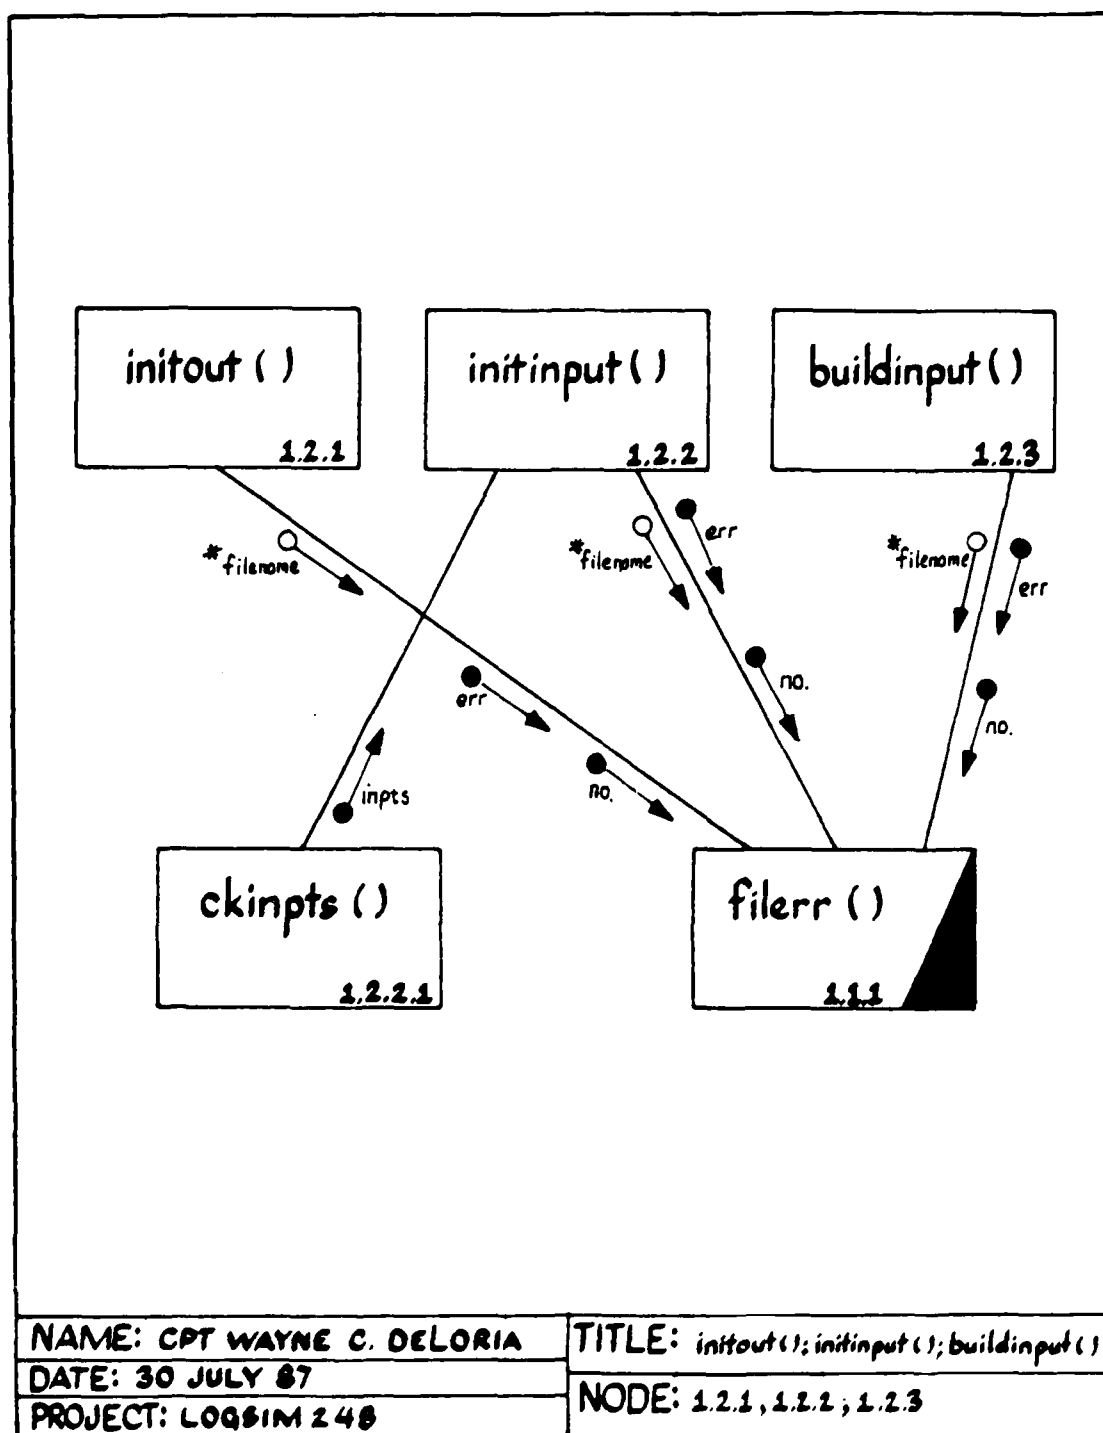 initout ( )
1.2.1
initinput ( )
1.2.2
buildinput ( )
1.2.3
*filename
err
no.
*filename
err
no.
*filename
err
no.
inpts
ckinpts ( )
1.2.2.1
filerr ( )
1.1.1
NAME: CPT WAYNE C. DELORIA
DATE: 30 JULY 87
PROJECT: LOGSIM 248
TITLE: initout(); initinput(); buildinput()
NODE: 1.2.1, 1.2.2; 1.2.3